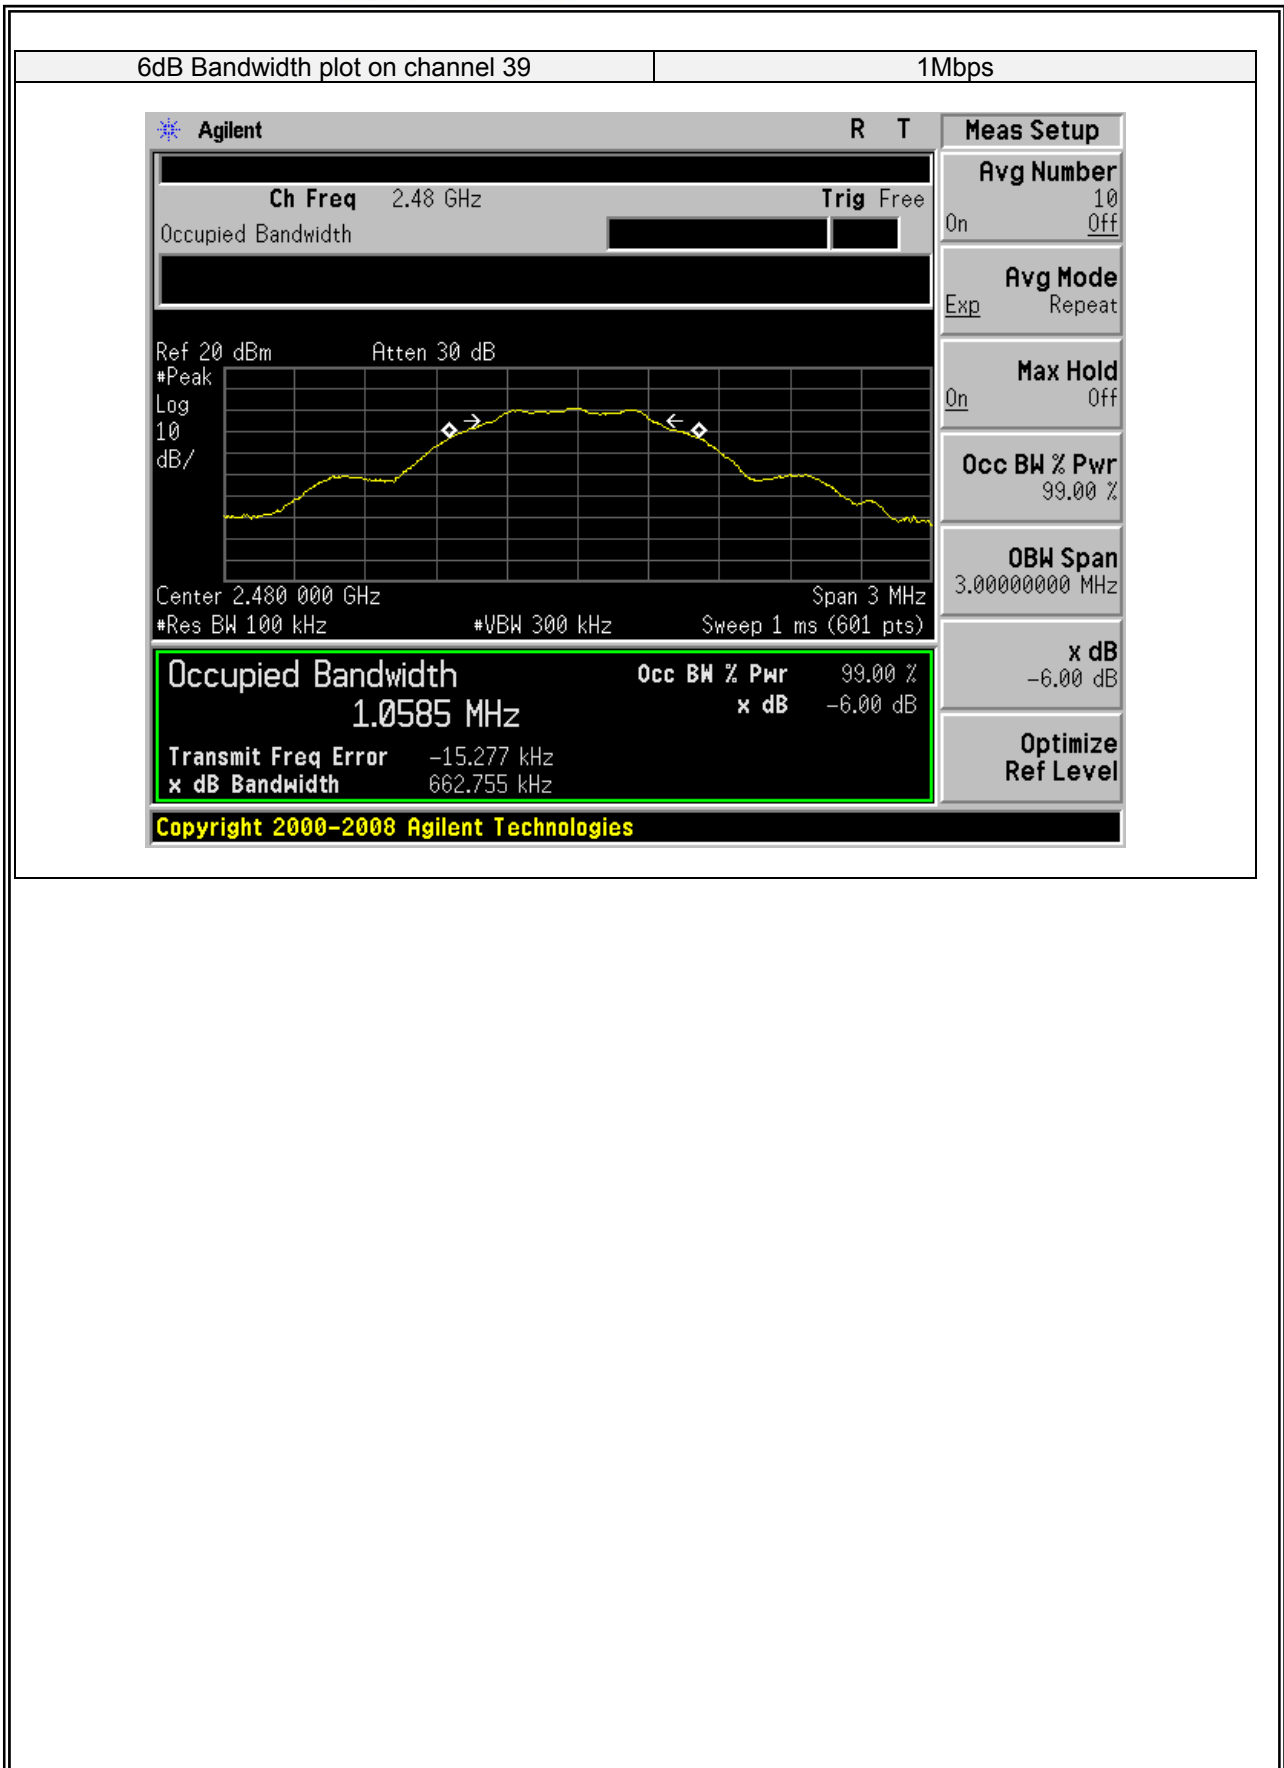 6dB Bandwidth plot on channel 39 1Mbps
Agilent R T Meas Setup
Ch Freq 2.48 GHz Trig Free
Occupied Bandwidth
Avg Number
10
On Off
Avg Mode
Exp Repeat
Max Hold
On Off
Occ BW % Pwr
99.00 %
OBW Span
3.00000000 MHz
x dB
-6.00 dB
Optimize
Ref Level
Ref 20 dBm Atten 30 dB
#Peak
Log
10
dB/
Center 2.480 000 GHz Span 3 MHz
#Res BW 100 kHz #VBW 300 kHz Sweep 1 ms (601 pts)
Occupied Bandwidth Occ BW % Pwr 99.00 %
1.0585 MHz x dB -6.00 dB
Transmit Freq Error -15.277 kHz
x dB Bandwidth 662.755 kHz
Copyright 2000-2008 Agilent Technologies